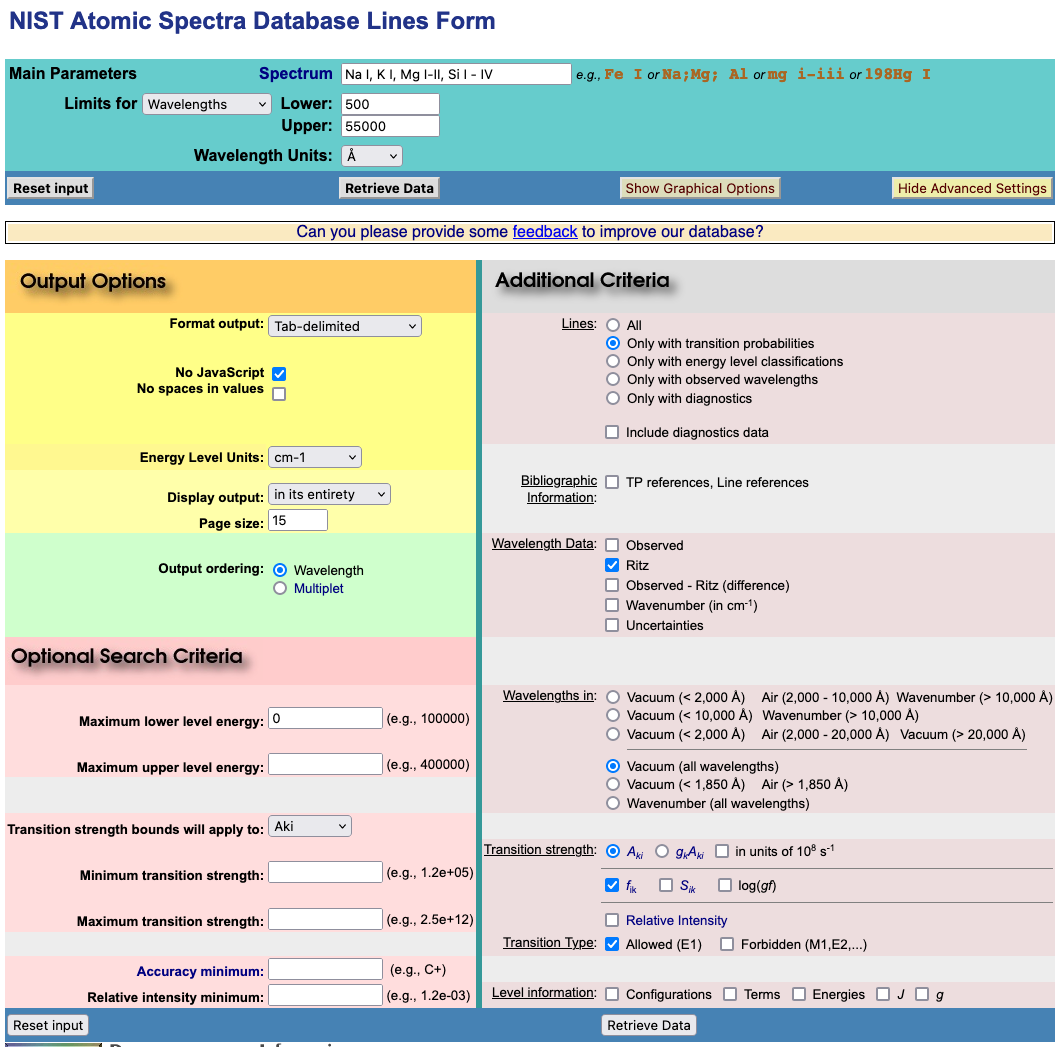 NIST Atomic Spectra Database Lines Form
Main Parameters Spectrum Na I, K I, Mg I-II, Si I - IV e.g., Fe I or Na;Mg; Al or mg i-iii or 198Hg I
Limits for Wavelengths Lower: 500
Upper: 55000
Wavelength Units: Å
Reset input Retrieve Data Show Graphical Options Hide Advanced Settings
Can you please provide some feedback to improve our database?
Output Options
Format output: Tab-delimited
No JavaScript
No spaces in values
Energy Level Units: cm-1
Display output: in its entirety
Page size: 15
Output ordering: Wavelength
Multiplet
Optional Search Criteria
Maximum lower level energy: 0 (e.g., 100000)
Maximum upper level energy: (e.g., 400000)
Transition strength bounds will apply to: Aki
Minimum transition strength: (e.g., 1.2e+05)
Maximum transition strength: (e.g., 2.5e+12)
Accuracy minimum: (e.g., C+)
Relative intensity minimum: (e.g., 1.2e-03)
Additional Criteria
Lines: All
Only with transition probabilities
Only with energy level classifications
Only with observed wavelengths
Only with diagnostics
Include diagnostics data
Bibliographic Information: TP references, Line references
Wavelength Data: Observed
Ritz
Observed - Ritz (difference)
Wavenumber (in cm-1)
Uncertainties
Wavelengths in: Vacuum (< 2,000 Å) Air (2,000 - 10,000 Å) Wavenumber (> 10,000 Å)
Vacuum (< 10,000 Å) Wavenumber (> 10,000 Å)
Vacuum (< 2,000 Å) Air (2,000 - 20,000 Å) Vacuum (> 20,000 Å)
Vacuum (all wavelengths)
Vacuum (< 1,850 Å) Air (> 1,850 Å)
Wavenumber (all wavelengths)
Transition strength: Aki gkAki in units of 10⁸ s-1
fik Sik log(gf)
Relative Intensity
Transition Type: Allowed (E1) Forbidden (M1,E2,...)
Level information: Configurations Terms Energies J g
Reset input Retrieve Data